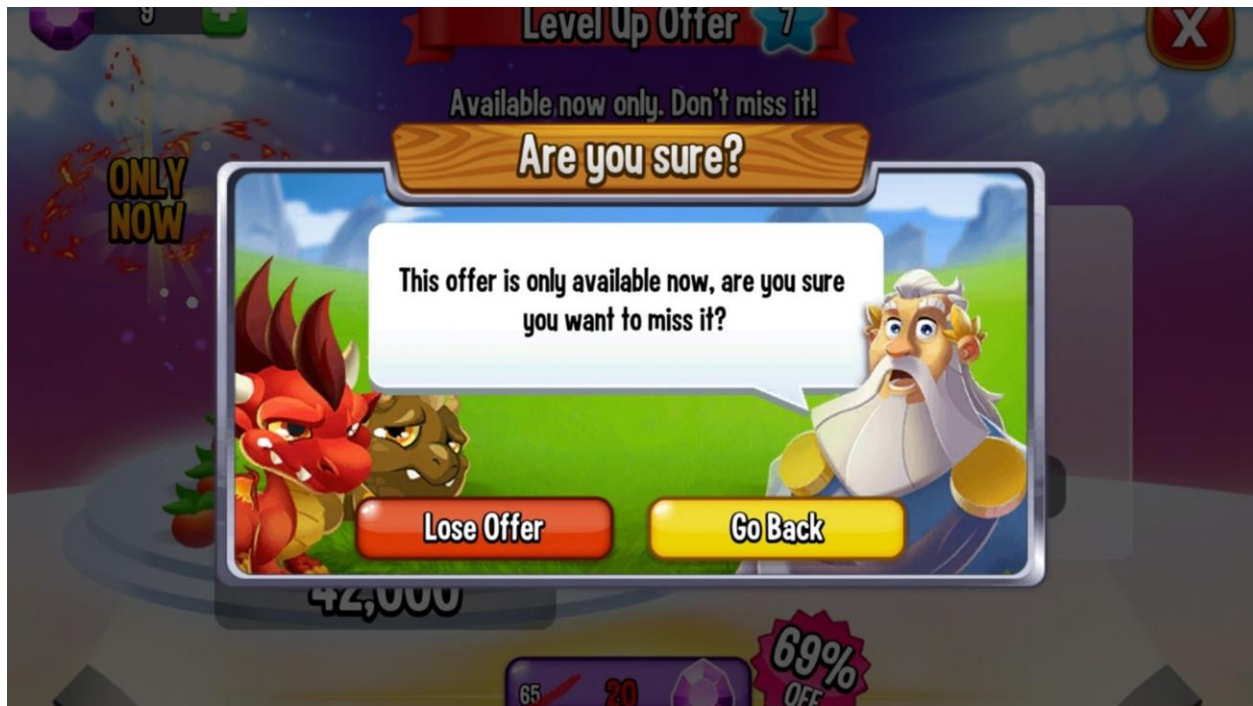 9
Level Up Offer
7
X
Available now only. Don't miss it!
Are you sure?
ONLY
NOW
This offer is only available now, are you sure
you want to miss it?
Lose Offer
Go Back
42,000
69%
OFF
65
20